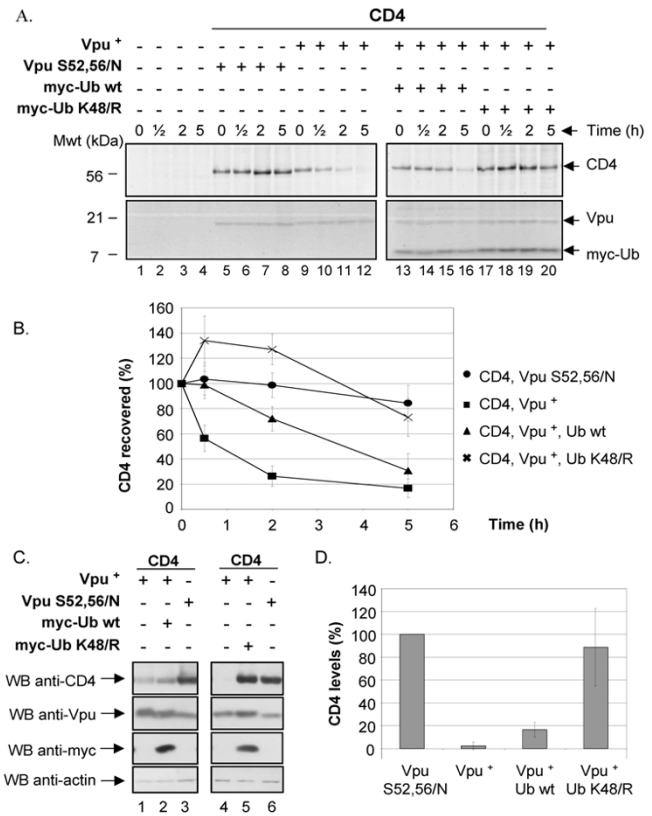 A.
CD4
Vpu + - - - - - - - - + + + + + + + + + + + +
Vpu S52,56/N - - - - + + + + - - - - - - - - - - - -
myc-Ub wt - - - - - - - - - - - - + + + + - - - -
myc-Ub K48/R - - - - - - - - - - - - - - - - + + + +
0 ½ 2 5 0 ½ 2 5 0 ½ 2 5 0 ½ 2 5 0 ½ 2 5 Time (h)
Mwt (kDa)
56 CD4
21 Vpu
7 myc-Ub
1 2 3 4 5 6 7 8 9 10 11 12 13 14 15 16 17 18 19 20
B.
CD4 recovered (%)
160
140
120
100
80
60
40
20
0
0 1 2 3 4 5 6 Time (h)
CD4, Vpu S52,56/N
CD4, Vpu +
CD4, Vpu +, Ub wt
CD4, Vpu +, Ub K48/R
C.
CD4 CD4
Vpu + + + - + + -
Vpu S52,56/N - - + - - +
myc-Ub wt - + - - - -
myc-Ub K48/R - - - - + -
WB anti-CD4
WB anti-Vpu
WB anti-myc
WB anti-actin
1 2 3 4 5 6
D.
CD4 levels (%)
140
120
100
80
60
40
20
0
Vpu Vpu + Vpu + Vpu +
S52,56/N Ub wt Ub K48/R